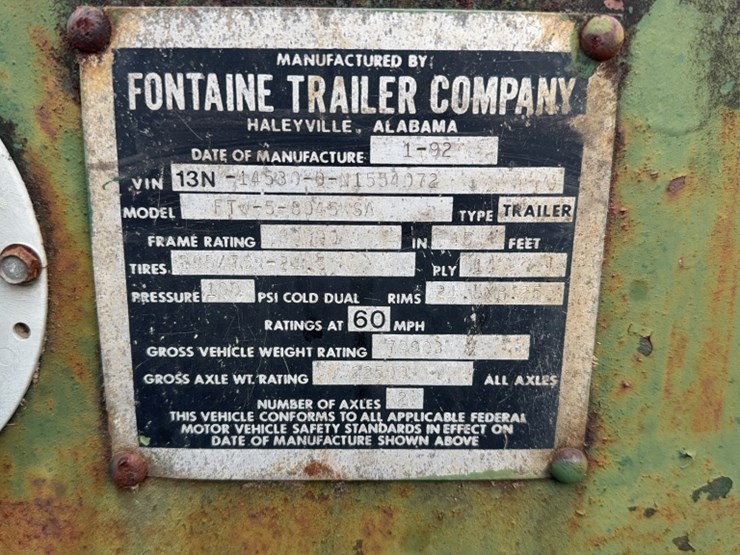 MANUFACTURED BY:
FONTAINE TRAILER COMPANY
HALEYVILLE, ALABAMA
DATE OF MANUFACTURE 1-92
VIN 13N
MODEL TYPE TRAILER
FRAME RATING IN FEET
TIRES PLY
PRESSURE PSI COLD DUAL RIMS
RATINGS AT 60 MPH
GROSS VEHICLE WEIGHT RATING
GROSS AXLE WT. RATING ALL AXLES
NUMBER OF AXLES 2
THIS VEHICLE CONFORMS TO ALL APPLICABLE FEDERAL
MOTOR VEHICLE SAFETY STANDARDS IN EFFECT ON
DATE OF MANUFACTURE SHOWN ABOVE